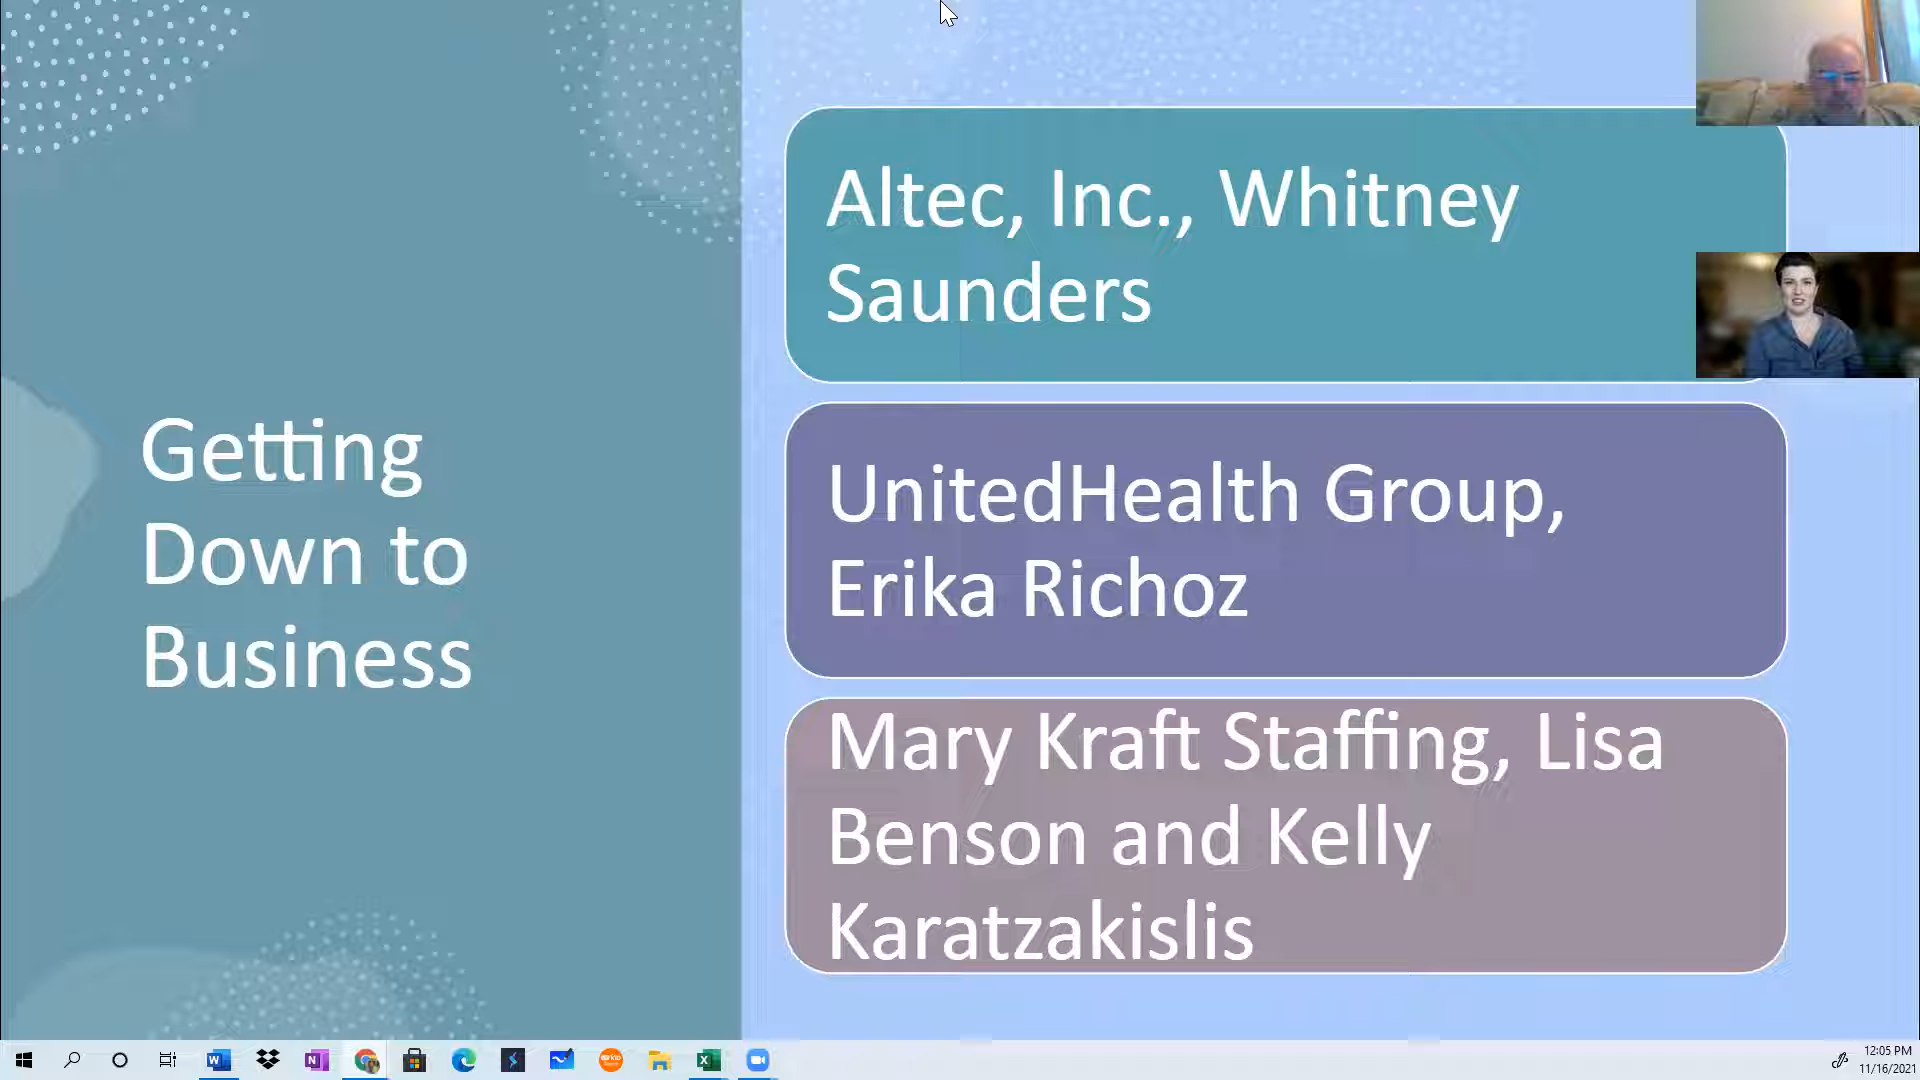 Getting
Down to
Business
Altec, Inc., Whitney
Saunders
UnitedHealth Group,
Erika Richoz
Mary Kraft Staffing, Lisa
Benson and Kelly
Karatzakislis
12:05 PM
11/16/2021